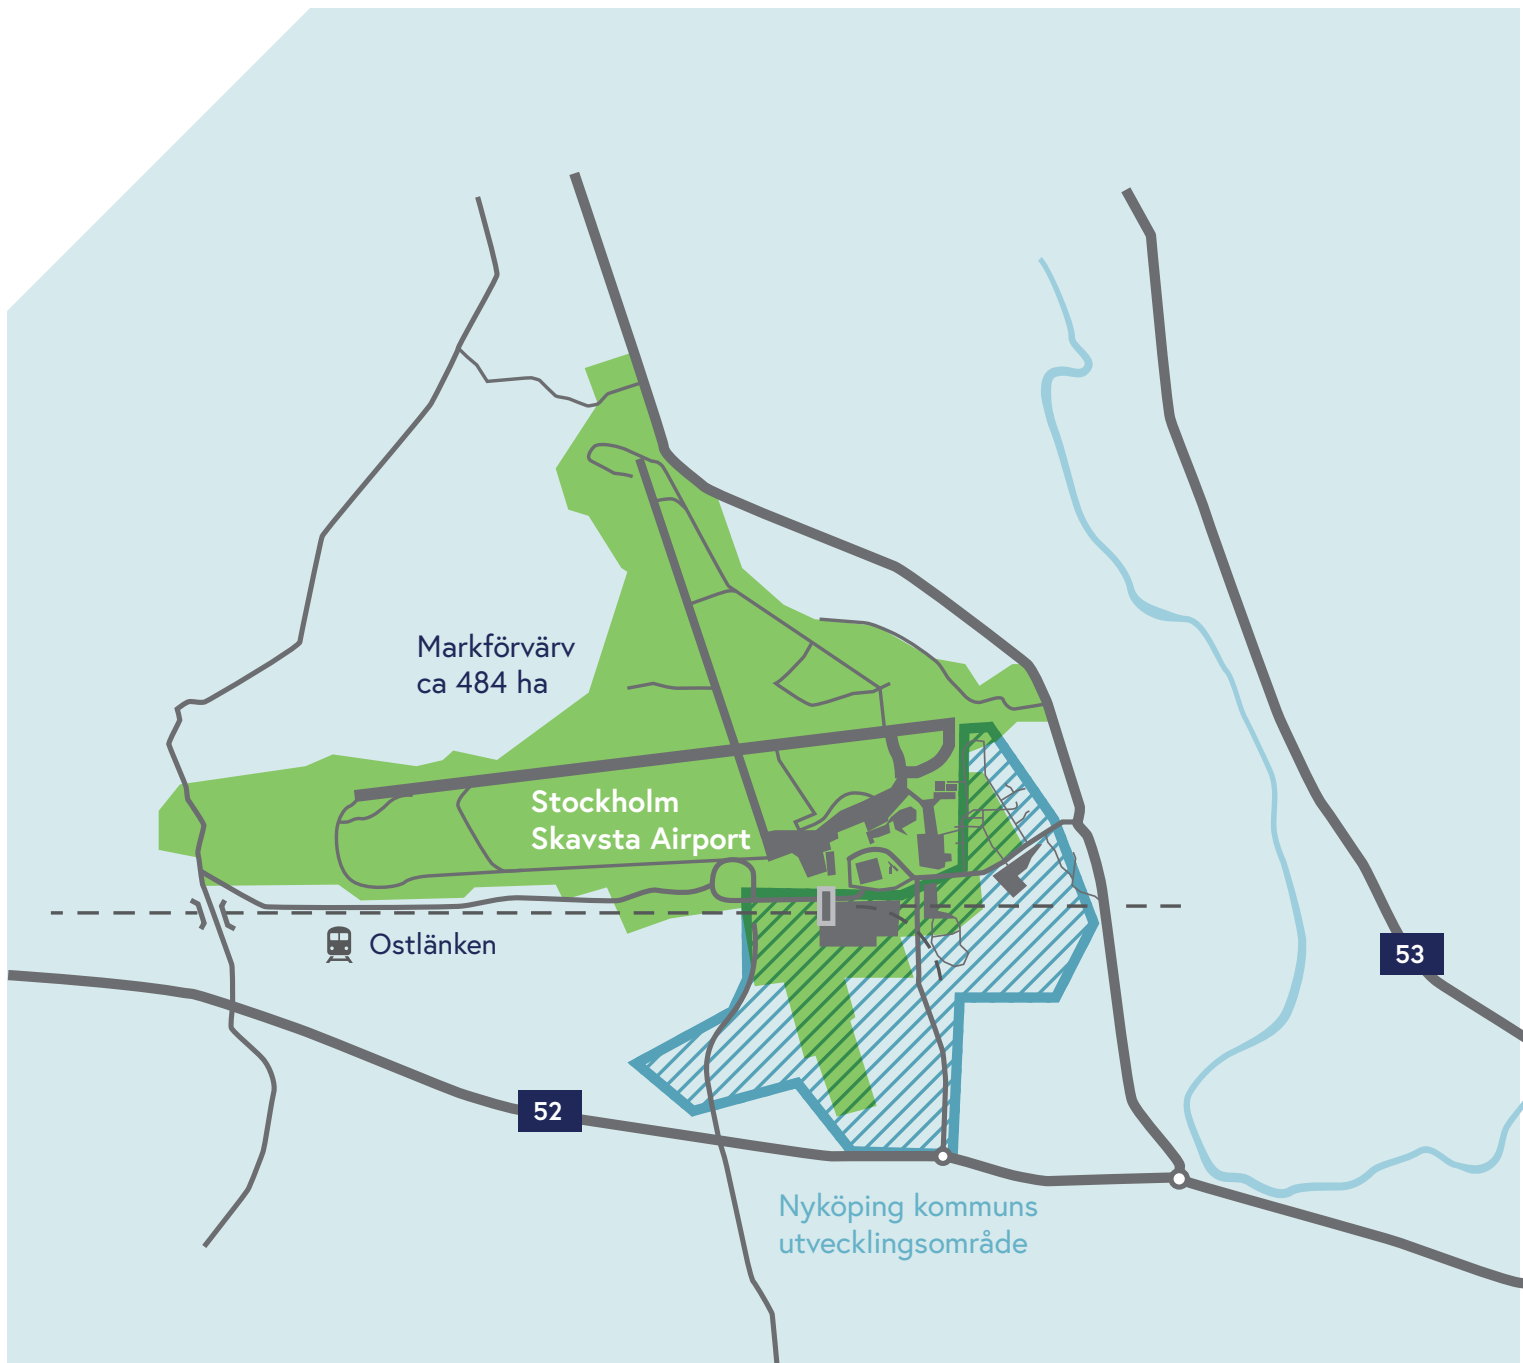 Markförvärv
ca 484 ha
Stockholm
Skavsta Airport
Ostlänken
53
52
Nyköping kommuns
utvecklingsområde